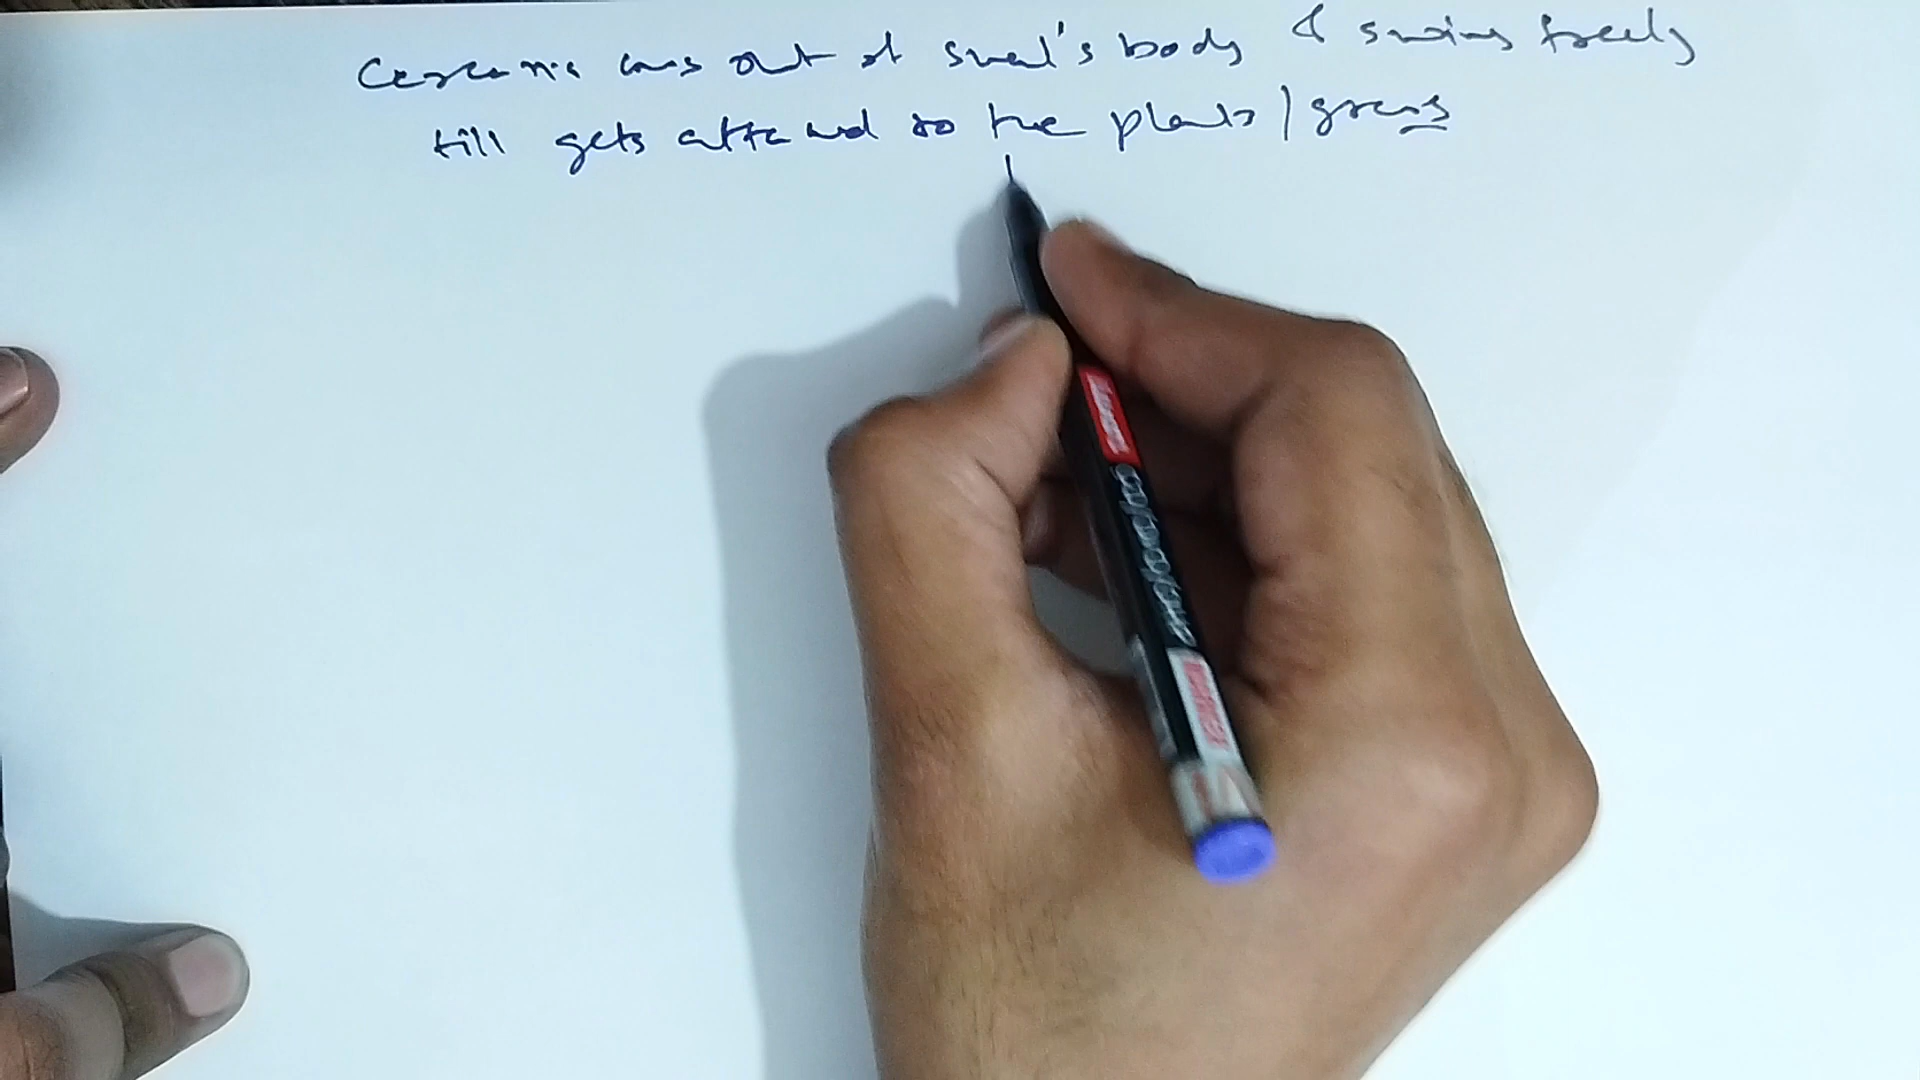 Cercaria comes out of snail's body & swims freely
till gets attached to the plants / grass